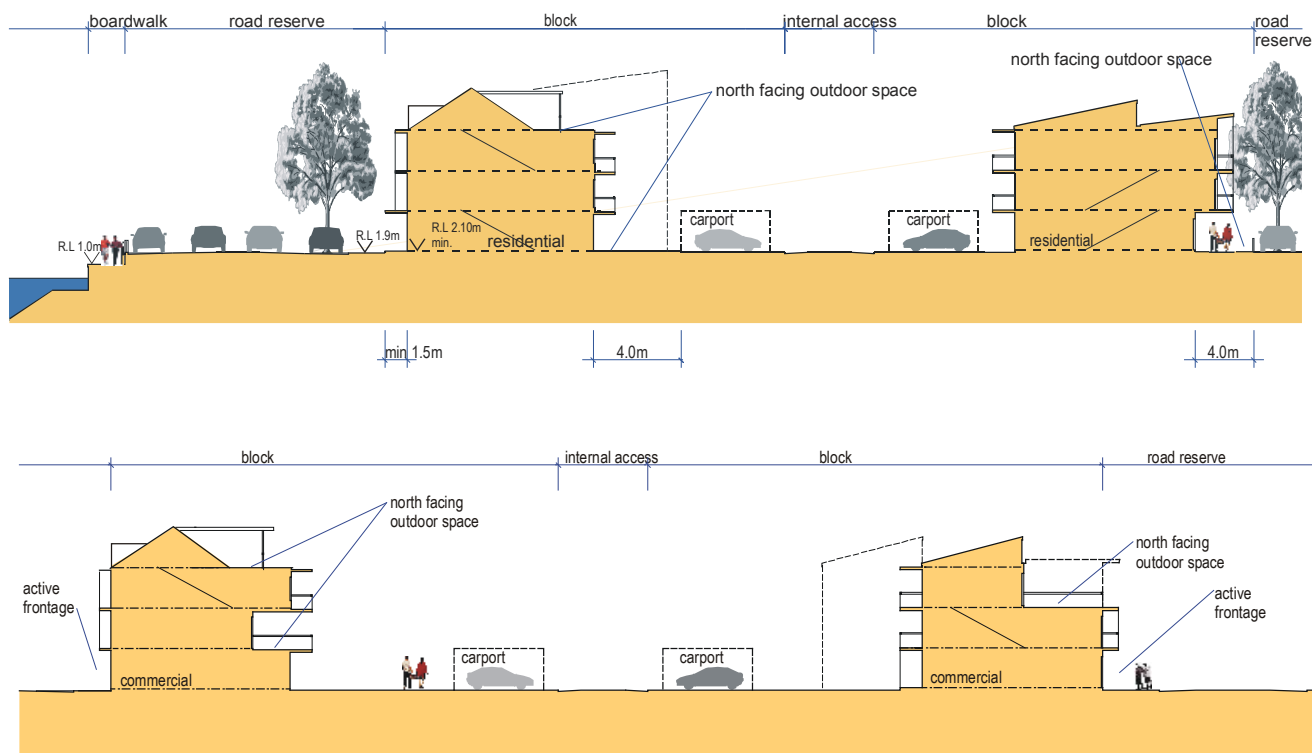 boardwalk road reserve block internal access block road
reserve
north facing outdoor space
north facing outdoor space
carport carport
R.L 1.0m R.L 1.9m R.L 2.10m
min. residential residential
min 1.5m 4.0m 4.0m
block internal access block road reserve
north facing
outdoor space
north facing
outdoor space
active
frontage
active
frontage
carport carport
commercial commercial